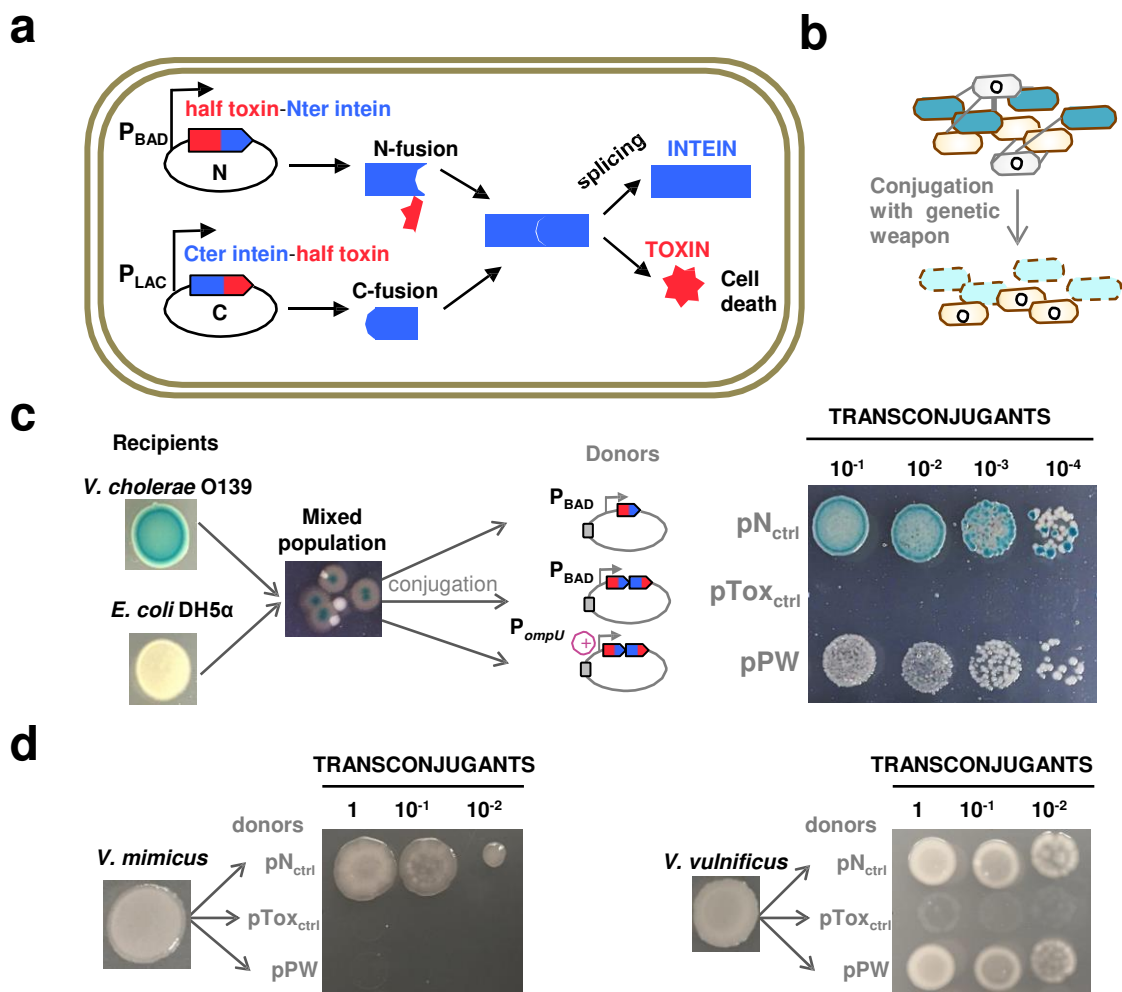 a
half toxin-Nter intein
PBAD
N
N-fusion
splicing
INTEIN
Cter intein-half toxin
PLAC
C
C-fusion
TOXIN
Cell
death
b
O
O
Conjugation
with genetic
weapon
O
O
O
c
Recipients
V. cholerae O139
E. coli DH5α
Mixed
population
conjugation
Donors
PBAD
PBAD
PompU
+
TRANSCONJUGANTS
10-1 10-2 10-3 10-4
pNctrl
pToxctrl
pPW
d
TRANSCONJUGANTS
1 10-1 10-2
donors
V. mimicus
pNctrl
pToxctrl
pPW
TRANSCONJUGANTS
1 10-1 10-2
donors
V. vulnificus
pNctrl
pToxctrl
pPW